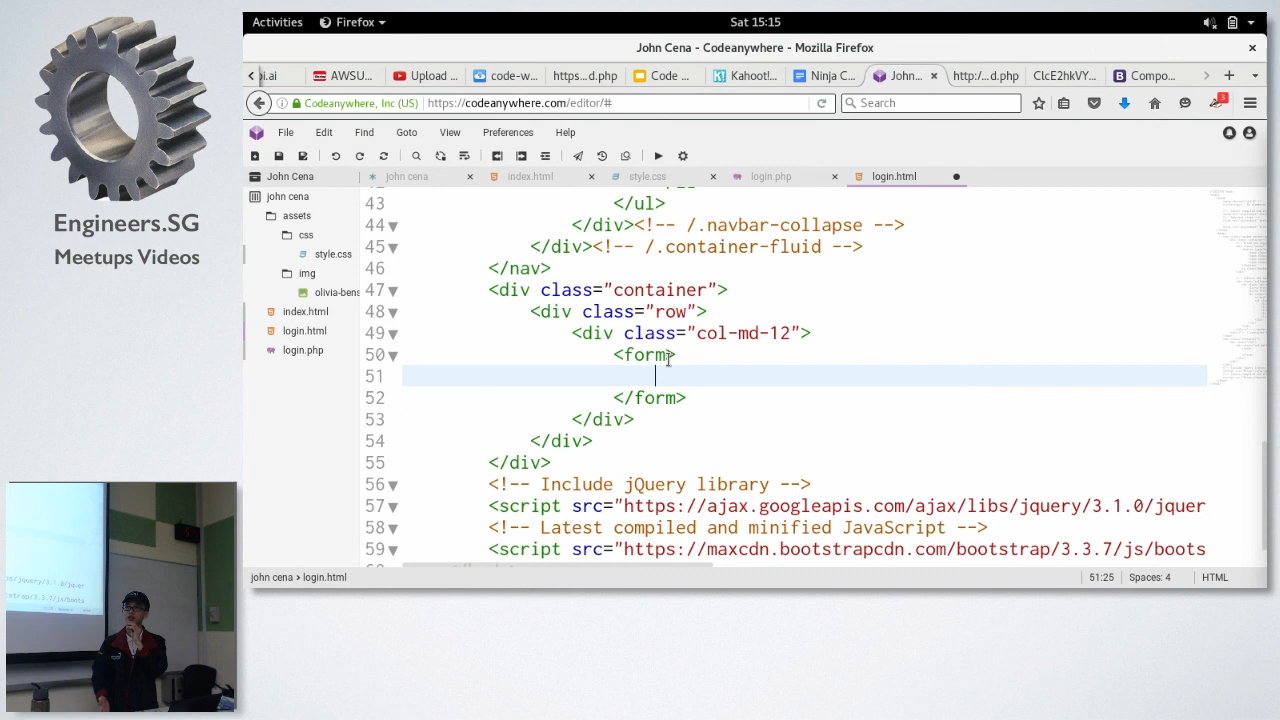 Engineers.SG
Meetups Videos
Activities Firefox Sat 15:15
John Cena - Codeanywhere - Mozilla Firefox
pi.ai AWSU... Upload ... code-w... https...d.php Code ... Kahoot!... Ninja C... John... http:/...d.php ClcE2hkVY... Compo...
Codeanywhere, Inc (US) https://codeanywhere.com/editor/# Search 3
File Edit Find Goto View Preferences Help
John Cena john cena index.html style.css login.php login.html
john cena
assets
css
style.css
img
olivia-ben
index.html
login.html
login.php
43 </ul>
44 </div><!-- /.navbar-collapse -->
45 </div><!-- /.container-fluid -->
46 </nav>
47 <div class="container">
48 <div class="row">
49 <div class="col-md-12">
50 <form>
51
52 </form>
53 </div>
54 </div>
55 </div>
56 <!-- Include jQuery library -->
57 <script src="https://ajax.googleapis.com/ajax/libs/jquery/3.1.0/jquer
58 <!-- Latest compiled and minified JavaScript -->
59 <script src="https://maxcdn.bootstrapcdn.com/bootstrap/3.3.7/js/boots
john cena > login.html 51:25 Spaces: 4 HTML